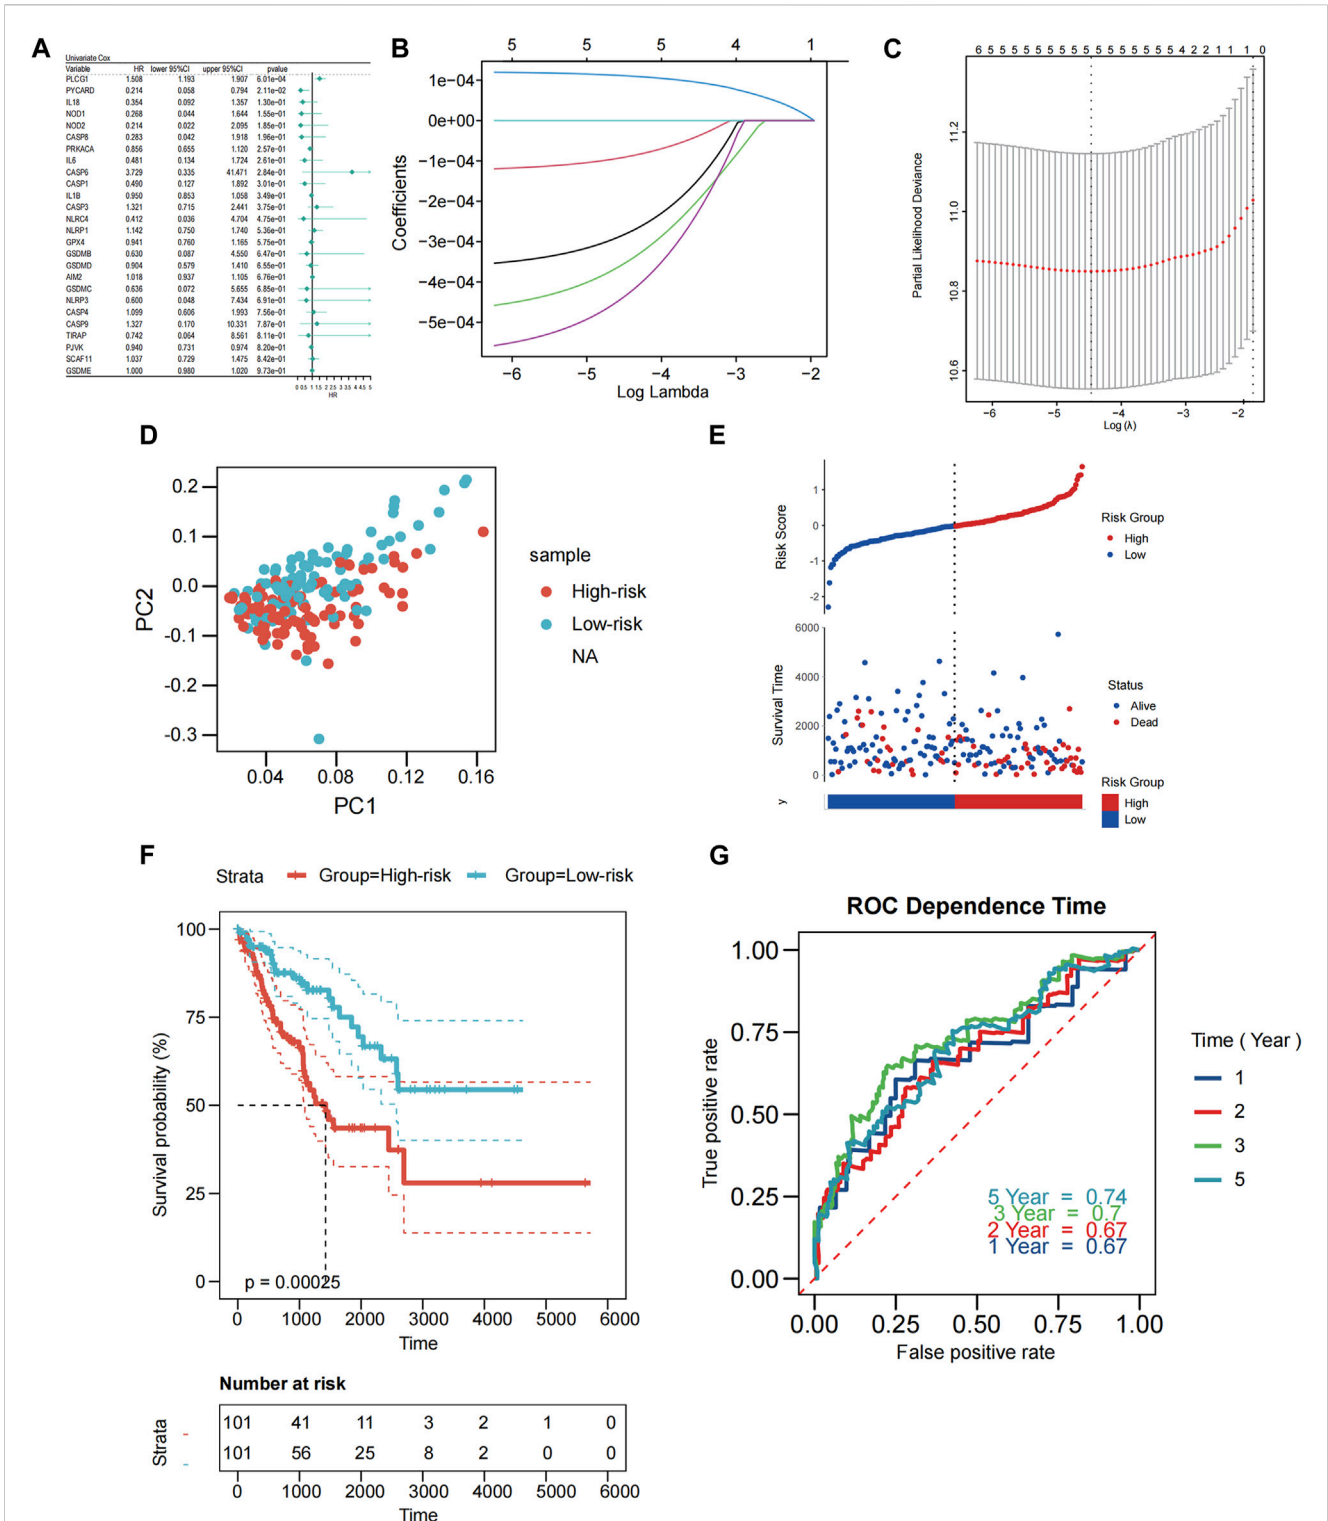 A
Univariate Cox
Variable HR lower 95%CI upper 95%CI pvalue
PLCG1 1.508 1.193 1.907 6.01e-04
PYCARD 0.214 0.058 0.794 2.11e-02
IL18 0.354 0.092 1.357 1.30e-01
NOD1 0.268 0.044 1.644 1.55e-01
NOD2 0.214 0.022 2.095 1.85e-01
CASP8 0.283 0.042 1.918 1.96e-01
PRKACA 0.856 0.655 1.120 2.57e-01
IL6 0.481 0.134 1.724 2.61e-01
CASP6 3.729 0.335 41.471 2.84e-01
CASP1 0.490 0.127 1.892 3.01e-01
IL1B 0.950 0.853 1.058 3.49e-01
CASP3 1.321 0.715 2.441 3.75e-01
NLRC4 0.412 0.036 4.704 4.75e-01
NLRP1 1.142 0.750 1.740 5.36e-01
GPX4 0.941 0.760 1.165 5.75e-01
GSDMB 0.630 0.087 4.550 6.47e-01
GSDMD 0.904 0.579 1.410 6.55e-01
AIM2 1.018 0.937 1.105 6.76e-01
GSDMC 0.636 0.072 5.655 6.85e-01
NLRP3 0.600 0.048 7.434 6.91e-01
CASP4 1.099 0.606 1.993 7.56e-01
CASP9 1.327 0.170 10.331 7.87e-01
TIRAP 0.742 0.064 8.561 8.11e-01
PJVK 0.940 0.731 0.974 8.20e-01
SCAF11 1.037 0.729 1.475 8.42e-01
GSDME 1.000 0.980 1.020 9.73e-01
0 0.5 1 1.5 2 2.5 3 3.5 4 4.5 5
HR
B
5 5 5 4 1
1e-04
0e+00
-1e-04
-2e-04
-3e-04
-4e-04
-5e-04
Coefficients
-6 -5 -4 -3 -2
Log Lambda
C
6 5 5 5 5 5 5 5 5 5 5 5 5 5 5 5 5 4 2 2 1 1 1 0
11.2
11.0
10.8
10.6
Partial Likelihood Deviance
-6 -5 -4 -3 -2
Log (λ)
D
0.2
0.1
0.0
-0.1
-0.2
-0.3
PC2
0.04 0.08 0.12 0.16
PC1
sample
High-risk
Low-risk
NA
E
1
0
-1
-2
Risk Score
Risk Group
High
Low
6000
4000
2000
0
Survival Time
Status
Alive
Dead
y
Risk Group
High
Low
F
Strata Group=High-risk Group=Low-risk
100
75
50
25
0
Survival probability (%)
p = 0.00025
0 1000 2000 3000 4000 5000 6000
Time
Number at risk
Strata
101 41 11 3 2 1 0
101 56 25 8 2 0 0
0 1000 2000 3000 4000 5000 6000
Time
G
ROC Dependence Time
1.00
0.75
0.50
0.25
0.00
True positive rate
5 Year = 0.74
3 Year = 0.7
2 Year = 0.67
1 Year = 0.67
0.00 0.25 0.50 0.75 1.00
False positive rate
Time ( Year )
1
2
3
5